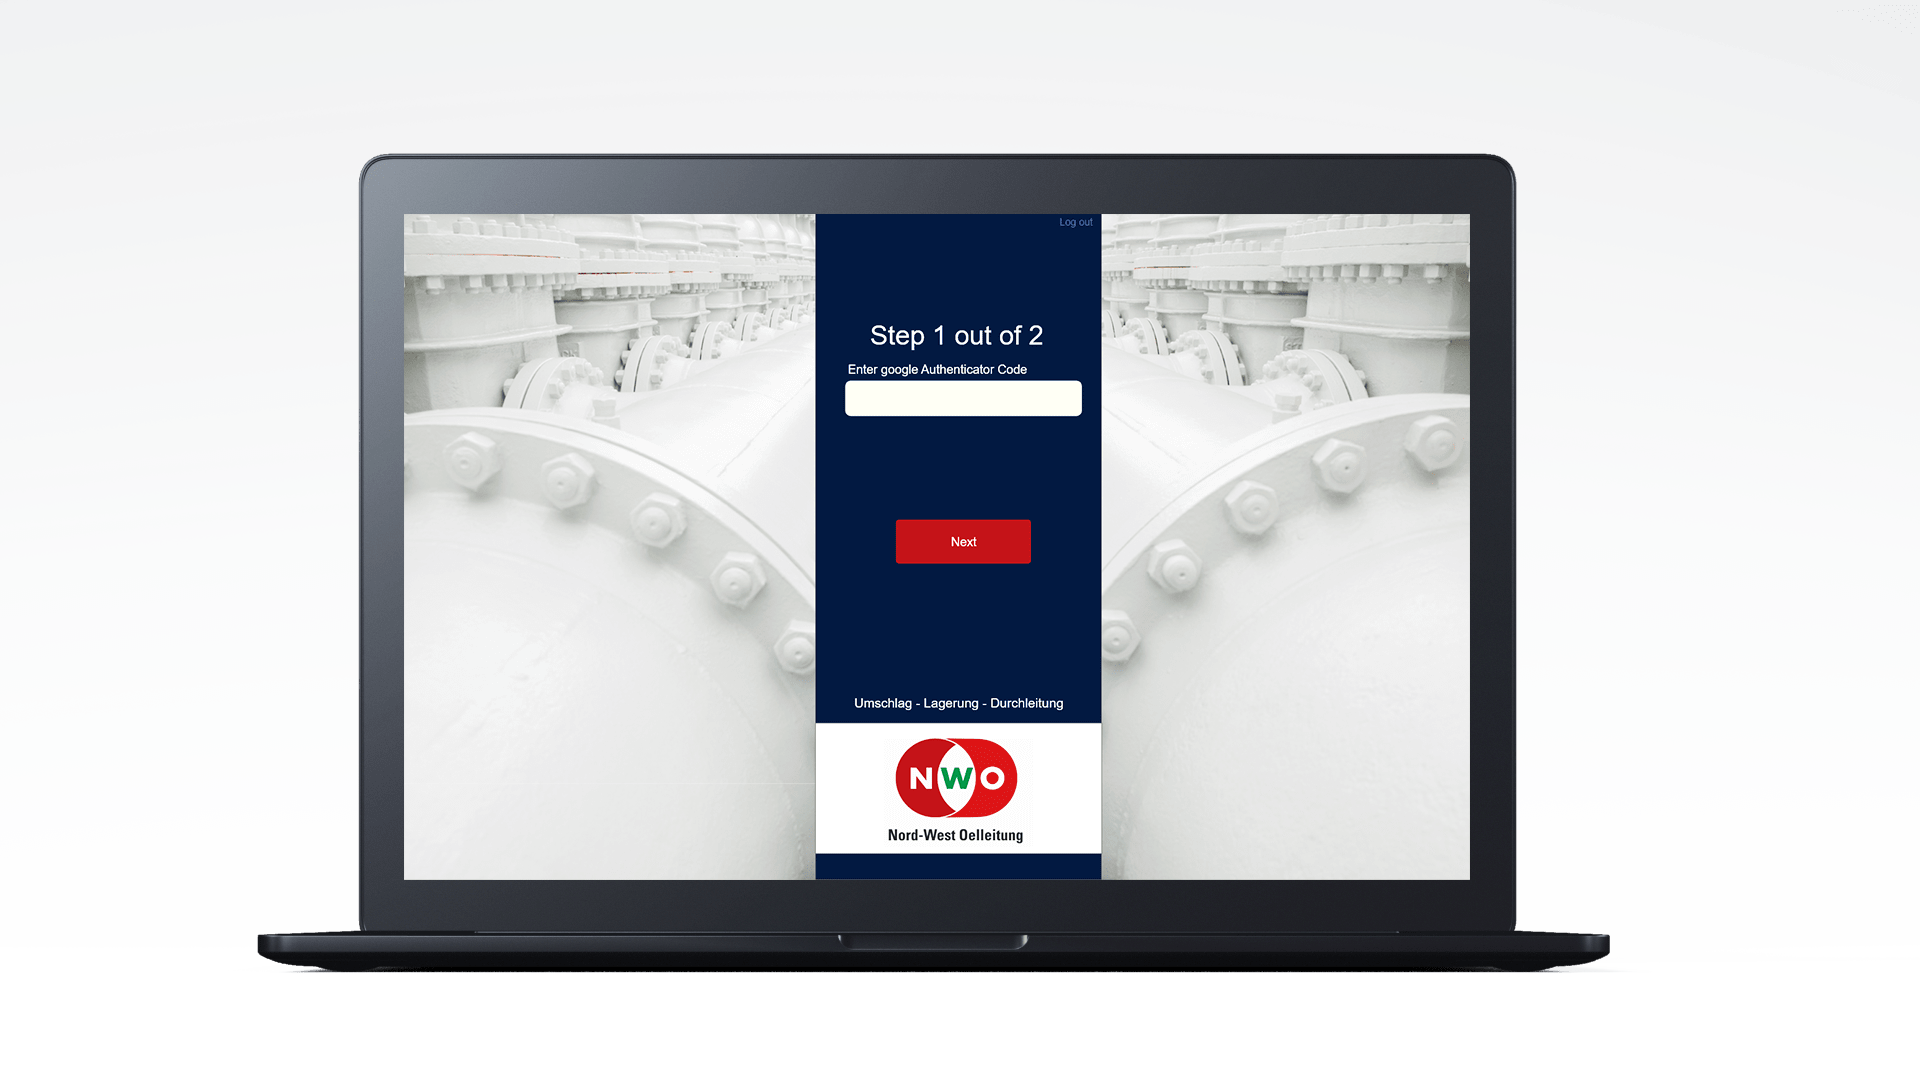 Log out
Step 1 out of 2
Enter google Authenticator Code
Next
Umschlag - Lagerung - Durchleitung
NWO
Nord-West Oelleitung